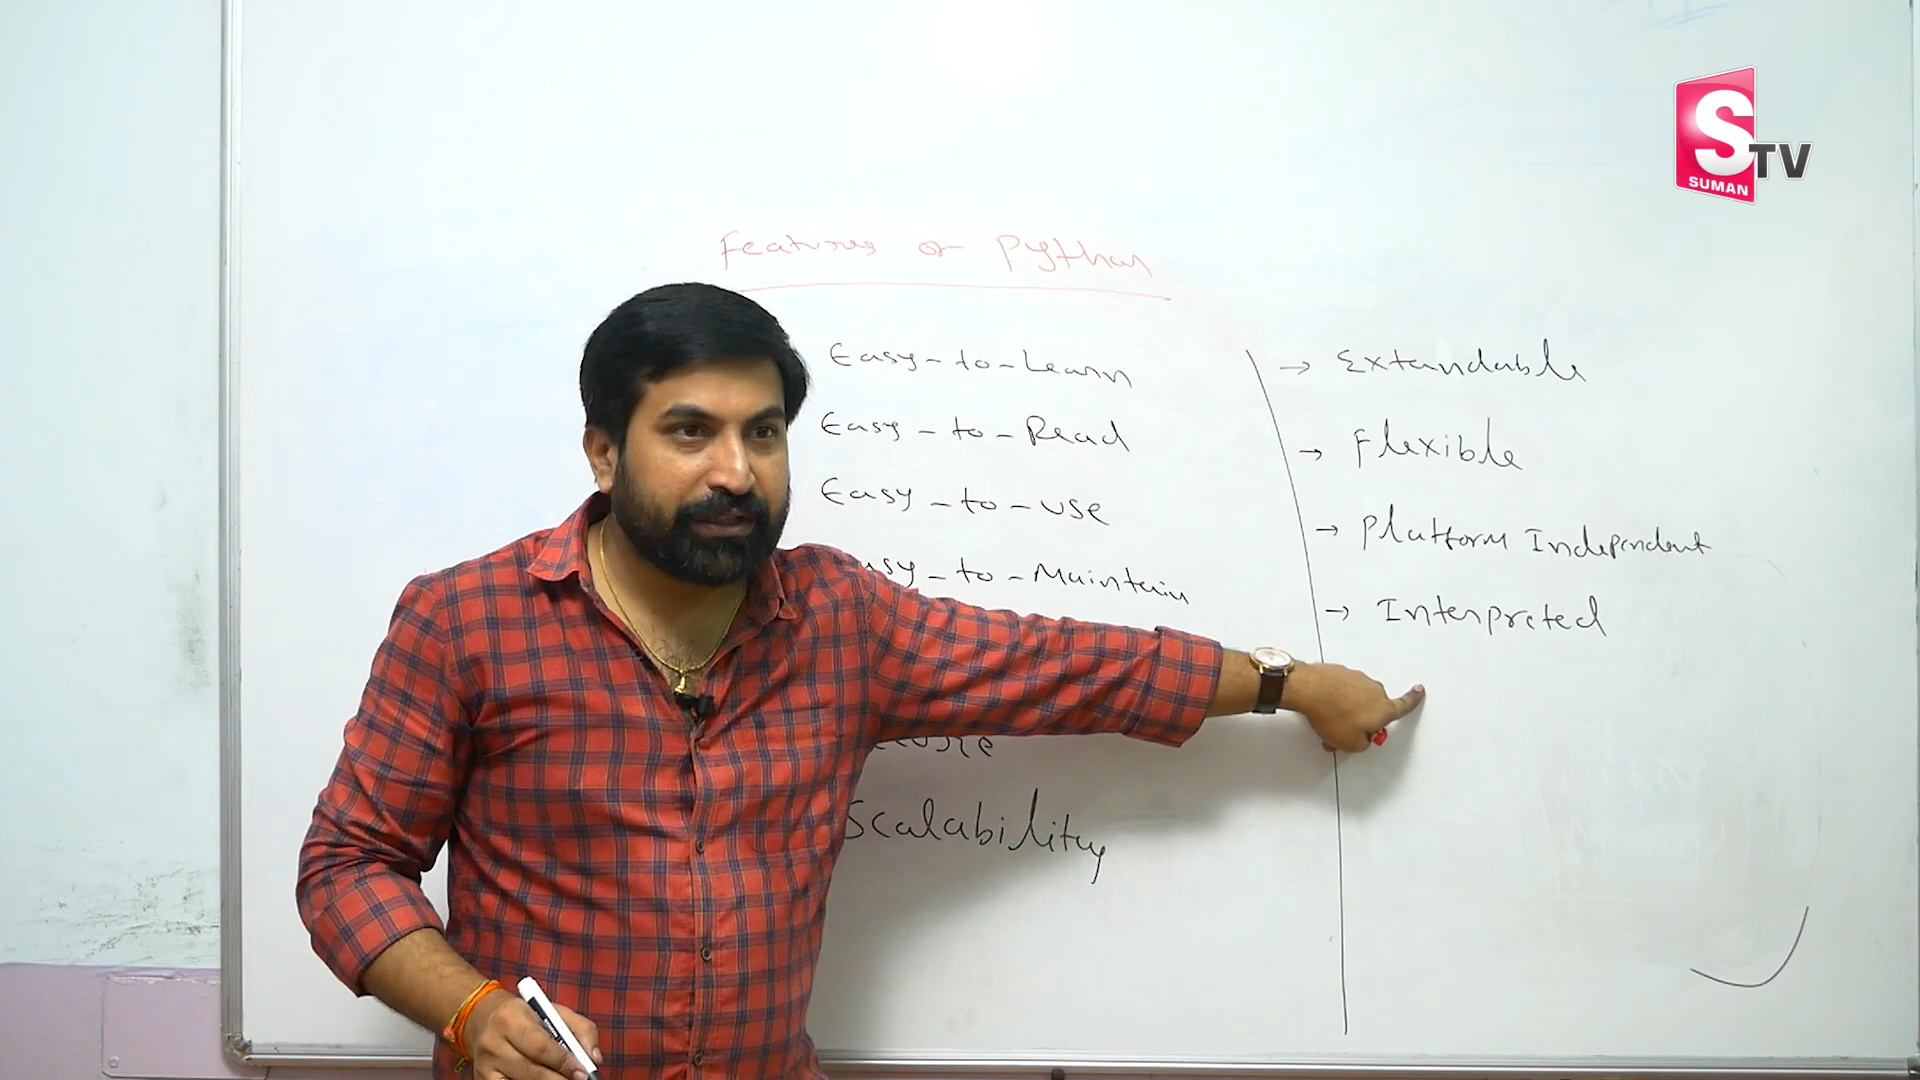 S TV
SUMAN
Features of Python
Easy-to-Learn
Easy-to-Read
Easy-to-use
-to-Maintain
Scalability
→ Extandable
→ Flexible
→ Platform Independent
→ Interpreted